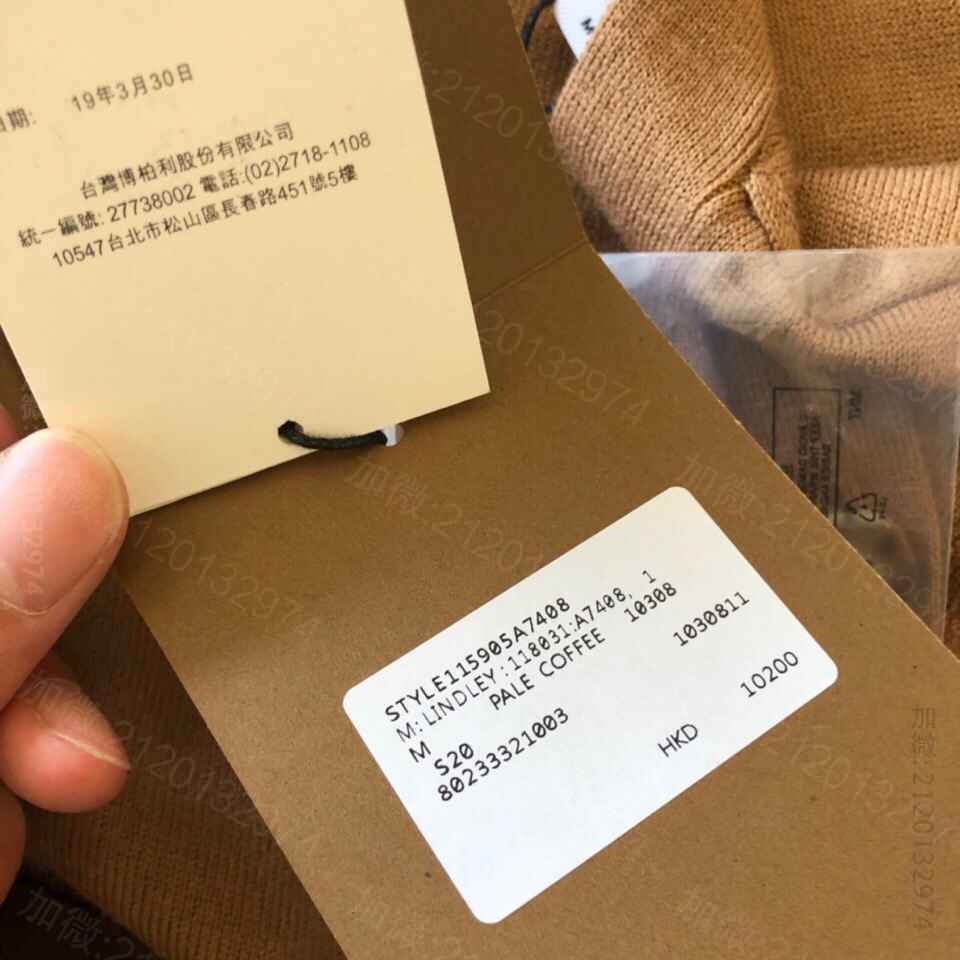 日期: 19年3月30日
台灣博柏利股份有限公司
統一編號: 27738002 電話:(02)2718-1108
10547台北市松山區長春路451號5樓
STYLE115905A7408
M:LINDLEY:118031:A7408, 1
M PALE COFFEE 10308
S20 1030811
80233321003
HKD 10200
加微:2120132974